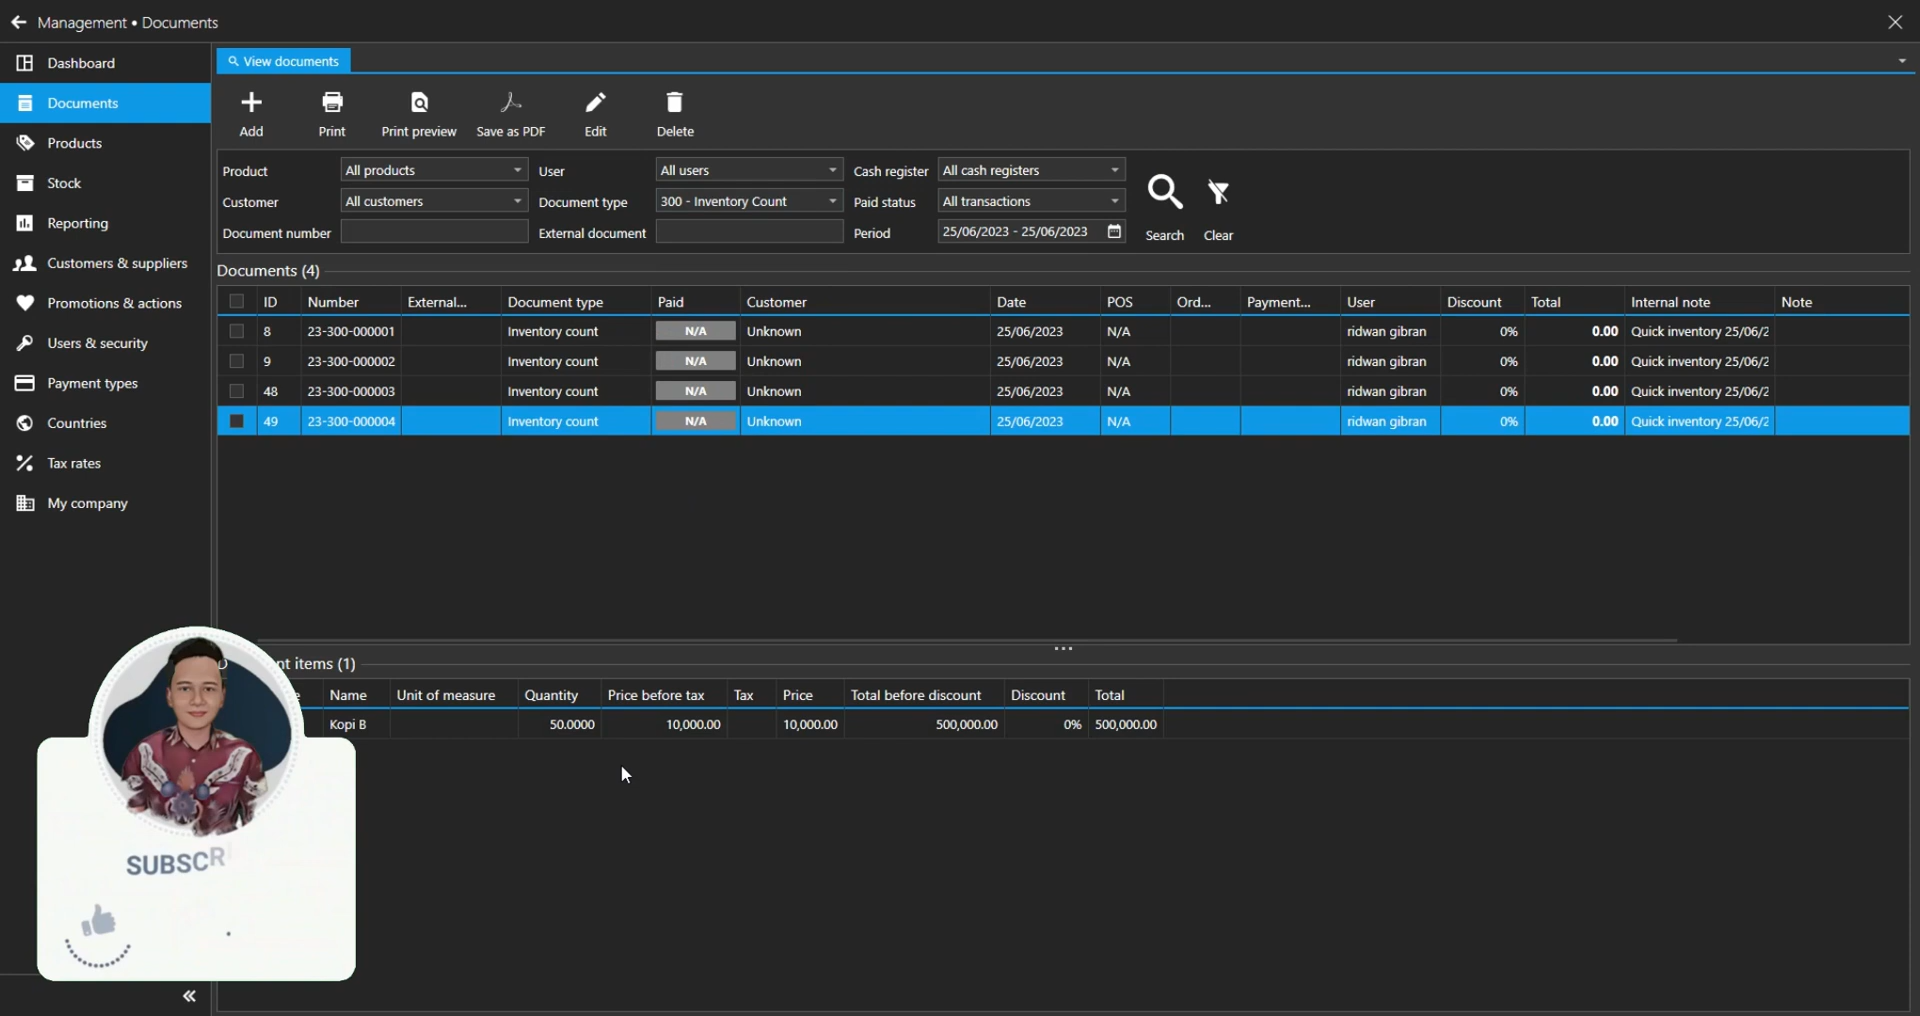 Management • Documents
Dashboard
Documents
Products
Stock
Reporting
Customers & suppliers
Promotions & actions
Users & security
Payment types
Countries
Tax rates
My company
View documents
Add Print Print preview Save as PDF Edit Delete
Product All products User All users Cash register All cash registers
Customer All customers Document type 300 - Inventory Count Paid status All transactions
Document number External document Period 25/06/2023 - 25/06/2023
Search Clear
Documents (4)
ID Number External... Document type Paid Customer Date POS Ord... Payment... User Discount Total Internal note Note
8 23-300-000001 Inventory count N/A Unknown 25/06/2023 N/A ridwan gibran 0% 0.00 Quick inventory 25/06/2
9 23-300-000002 Inventory count N/A Unknown 25/06/2023 N/A ridwan gibran 0% 0.00 Quick inventory 25/06/2
48 23-300-000003 Inventory count N/A Unknown 25/06/2023 N/A ridwan gibran 0% 0.00 Quick inventory 25/06/2
49 23-300-000004 Inventory count N/A Unknown 25/06/2023 N/A ridwan gibran 0% 0.00 Quick inventory 25/06/2
items (1)
Name Unit of measure Quantity Price before tax Tax Price Total before discount Discount Total
Kopi B 50.0000 10,000.00 10,000.00 500,000.00 0% 500,000.00
SUBSCR